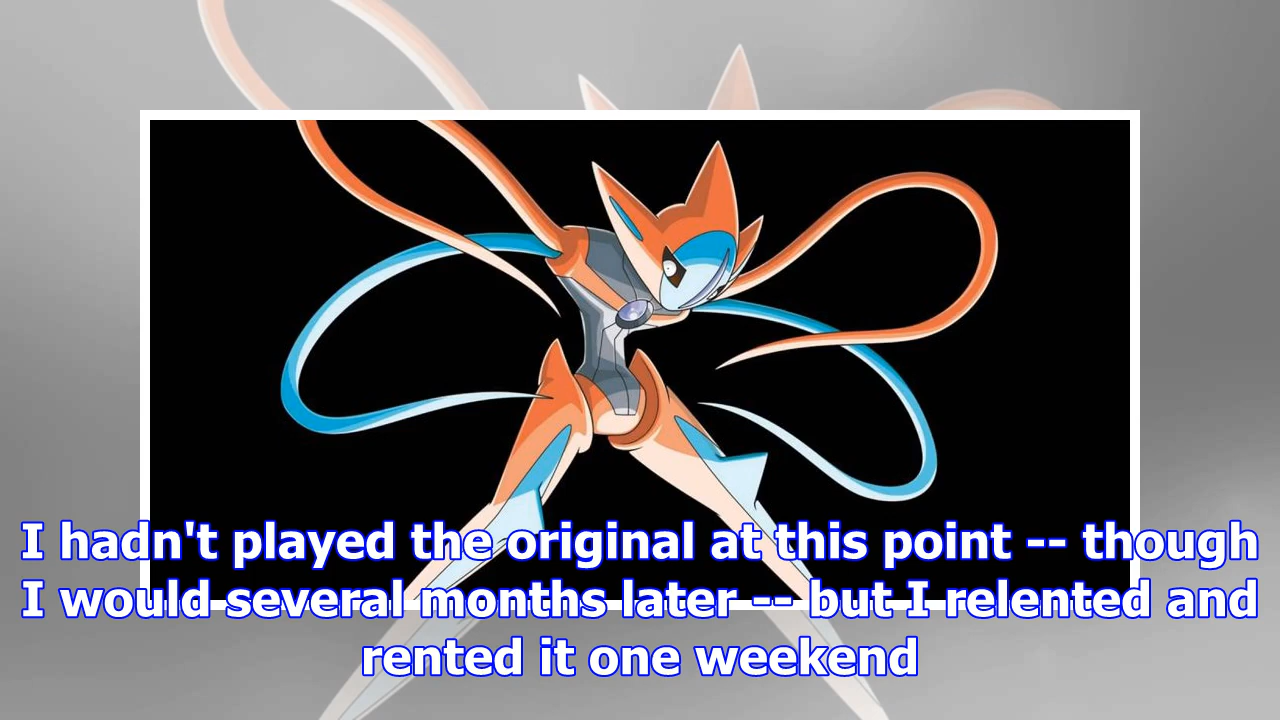 I hadn't played the original at this point -- though
I would several months later -- but I relented and
rented it one weekend